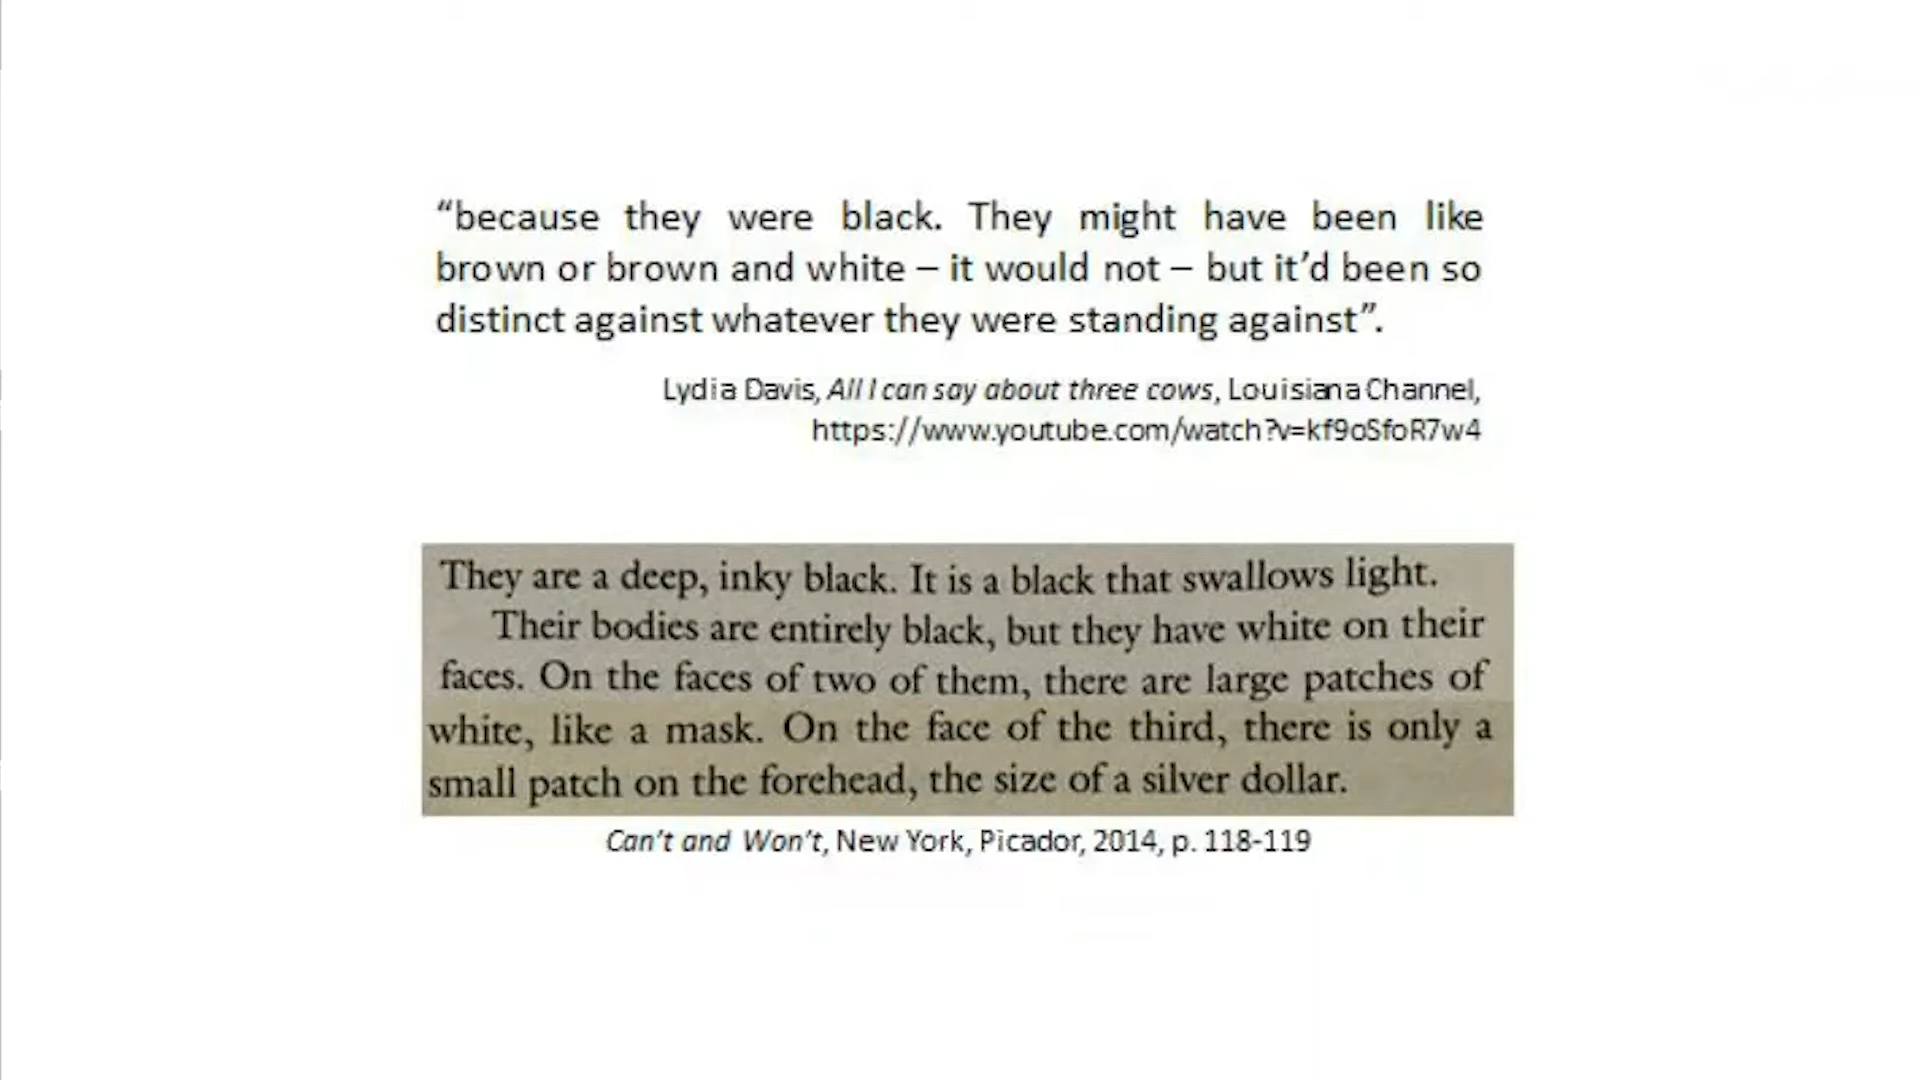 “because they were black. They might have been like
brown or brown and white – it would not – but it’d been so
distinct against whatever they were standing against”.
Lydia Davis, All I can say about three cows, Louisiana Channel,
https://www.youtube.com/watch?v=kf9oSfoR7w4
They are a deep, inky black. It is a black that swallows light.
Their bodies are entirely black, but they have white on their
faces. On the faces of two of them, there are large patches of
white, like a mask. On the face of the third, there is only a
small patch on the forehead, the size of a silver dollar.
Can’t and Won’t, New York, Picador, 2014, p. 118-119